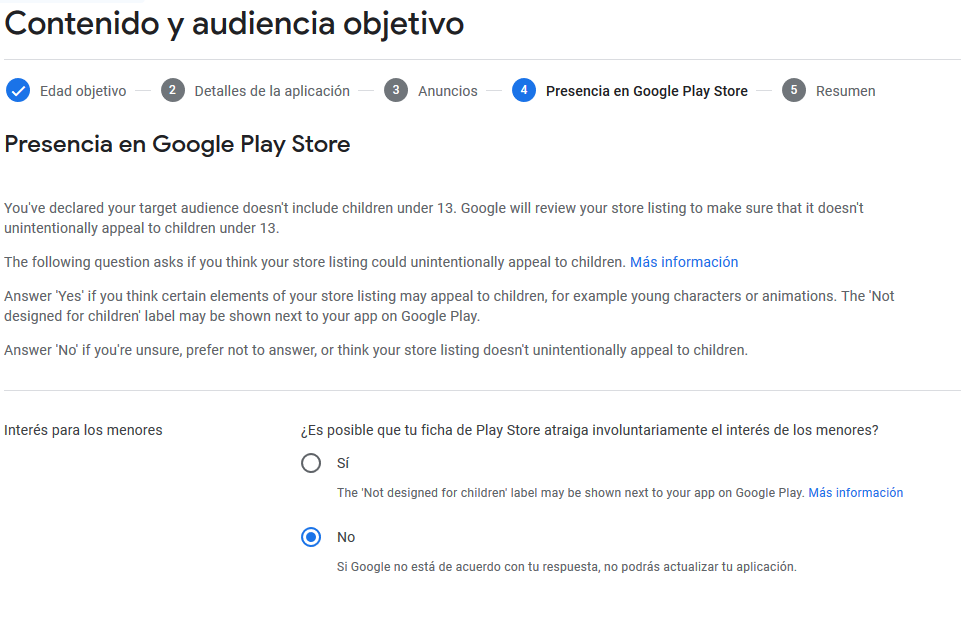 Contenido y audiencia objetivo
Edad objetivo
2 Detalles de la aplicación
3 Anuncios
4 Presencia en Google Play Store
5 Resumen
Presencia en Google Play Store
You've declared your target audience doesn't include children under 13. Google will review your store listing to make sure that it doesn't
unintentionally appeal to children under 13.
The following question asks if you think your store listing could unintentionally appeal to children. Más información
Answer 'Yes' if you think certain elements of your store listing may appeal to children, for example young characters or animations. The 'Not
designed for children' label may be shown next to your app on Google Play.
Answer 'No' if you're unsure, prefer not to answer, or think your store listing doesn't unintentionally appeal to children.
Interés para los menores
¿Es posible que tu ficha de Play Store atraiga involuntariamente el interés de los menores?
Sí
The 'Not designed for children' label may be shown next to your app on Google Play. Más información
No
Si Google no está de acuerdo con tu respuesta, no podrás actualizar tu aplicación.